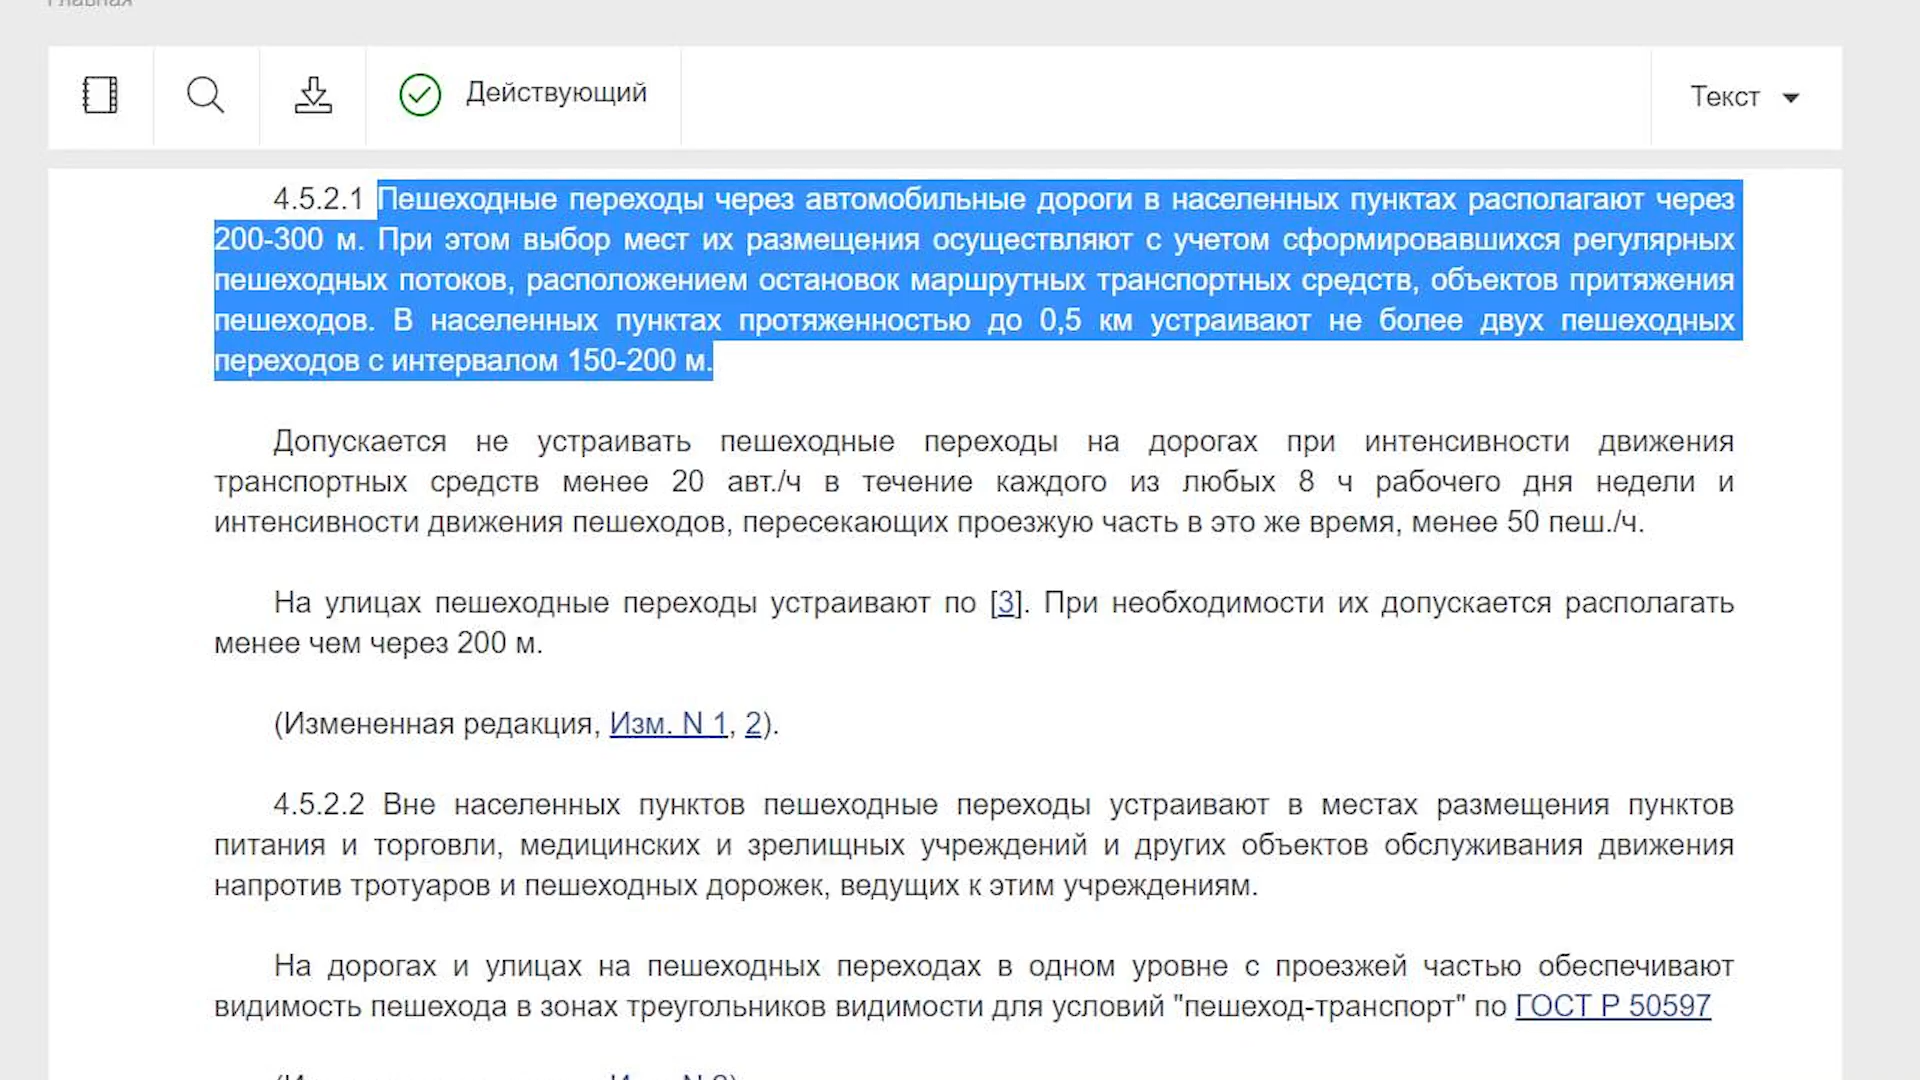 Главная
Действующий
Текст
4.5.2.1 Пешеходные переходы через автомобильные дороги в населенных пунктах располагают через
200-300 м. При этом выбор мест их размещения осуществляют с учетом сформировавшихся регулярных
пешеходных потоков, расположением остановок маршрутных транспортных средств, объектов притяжения
пешеходов. В населенных пунктах протяженностью до 0,5 км устраивают не более двух пешеходных
переходов с интервалом 150-200 м.
Допускается не устраивать пешеходные переходы на дорогах при интенсивности движения
транспортных средств менее 20 авт./ч в течение каждого из любых 8 ч рабочего дня недели и
интенсивности движения пешеходов, пересекающих проезжую часть в это же время, менее 50 пеш./ч.
На улицах пешеходные переходы устраивают по [3]. При необходимости их допускается располагать
менее чем через 200 м.
(Измененная редакция, Изм. N 1, 2).
4.5.2.2 Вне населенных пунктов пешеходные переходы устраивают в местах размещения пунктов
питания и торговли, медицинских и зрелищных учреждений и других объектов обслуживания движения
напротив тротуаров и пешеходных дорожек, ведущих к этим учреждениям.
На дорогах и улицах на пешеходных переходах в одном уровне с проезжей частью обеспечивают
видимость пешехода в зонах треугольников видимости для условий "пешеход-транспорт" по ГОСТ Р 50597